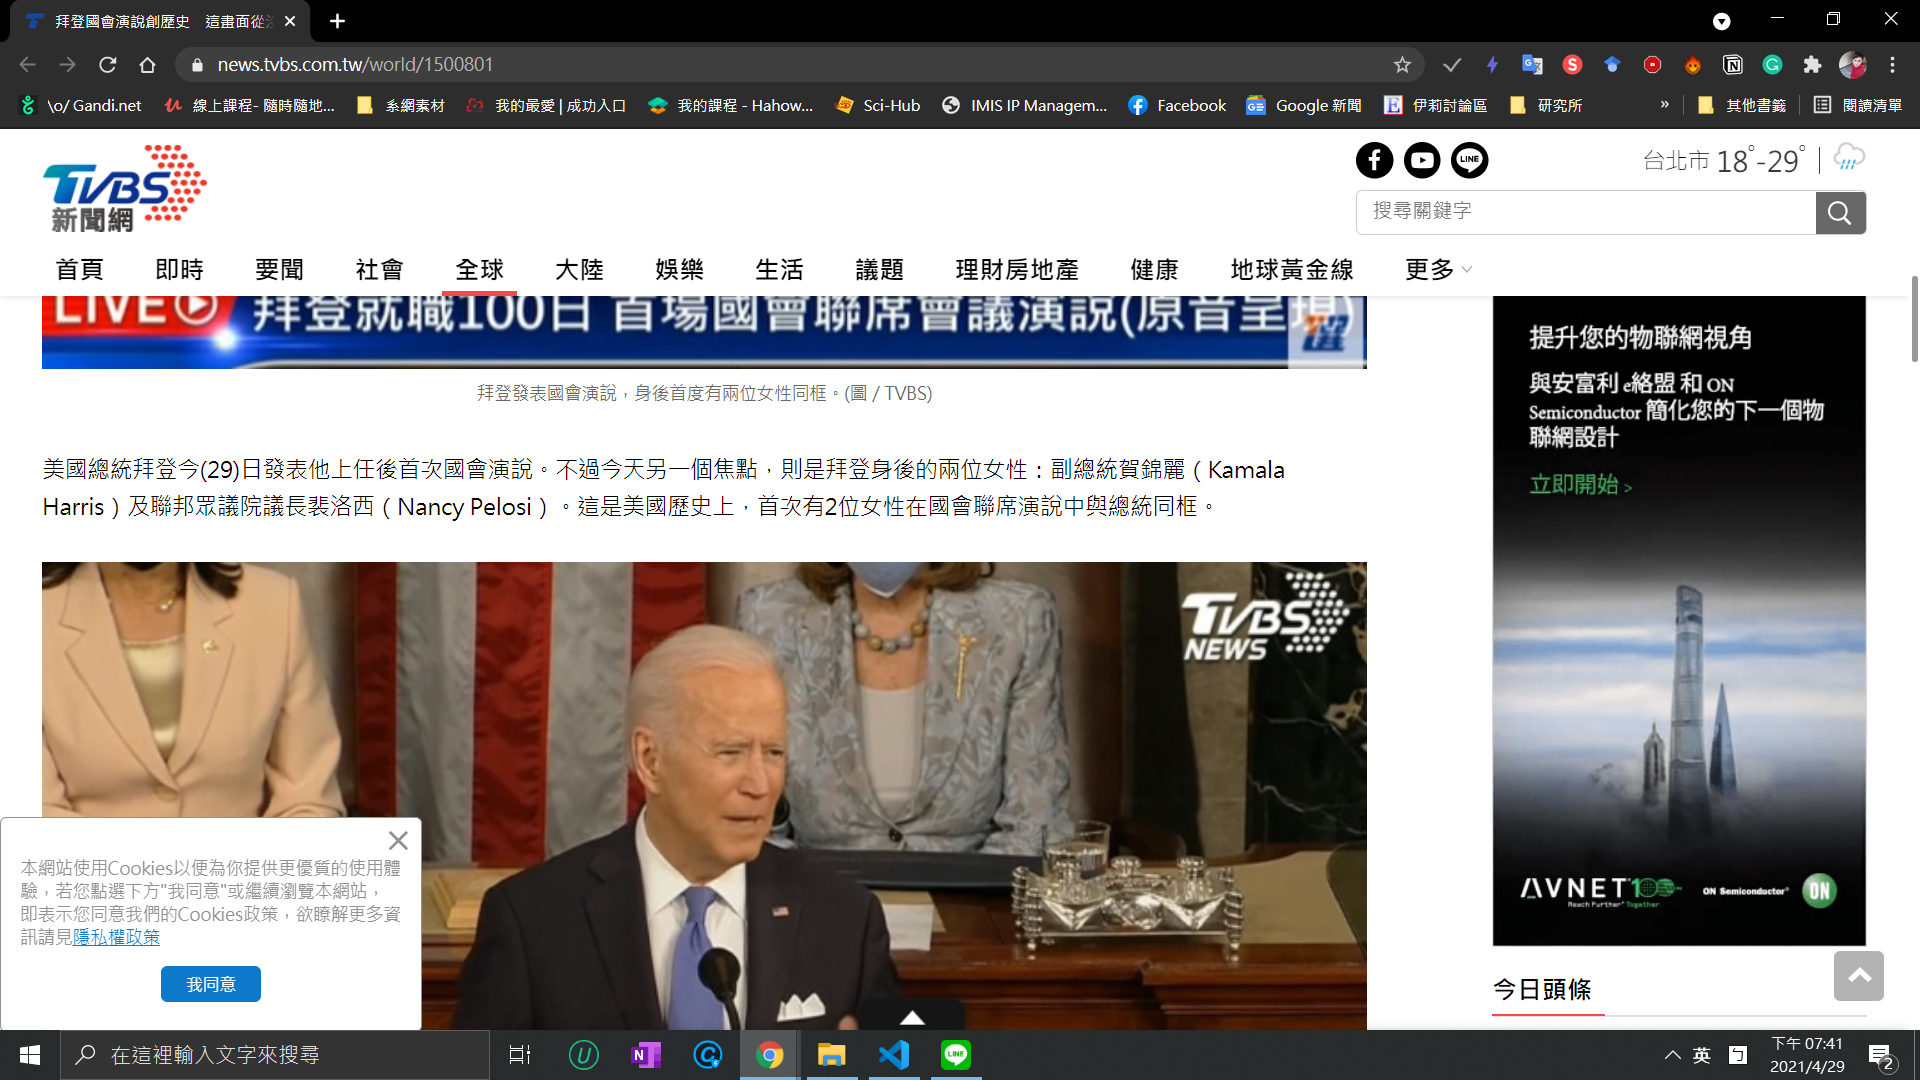 拜登國會演說創歷史 這畫面從
news.tvbs.com.tw/world/1500801
\o/ Gandi.net
線上課程- 隨時隨地...
系網素材
我的最愛 | 成功入口
我的課程 - Hahow...
Sci-Hub
IMIS IP Managem...
Facebook
Google 新聞
伊莉討論區
研究所
»
其他書籤
閱讀清單
TVBS
新聞網
LINE
台北市 18°-29°
搜尋關鍵字
首頁 即時 要聞 社會 全球 大陸 娛樂 生活 議題 理財房地產 健康 地球黃金線 更多
LIVE 拜登就職100日 首場國會聯席會議演說(原音呈現)
拜登發表國會演說，身後首度有兩位女性同框。(圖 / TVBS)
美國總統拜登今(29)日發表他上任後首次國會演說。不過今天另一個焦點，則是拜登身後的兩位女性：副總統賀錦麗（Kamala
Harris）及聯邦眾議院議長裴洛西（Nancy Pelosi）。這是美國歷史上，首次有2位女性在國會聯席演說中與總統同框。
TVBS
NEWS
提升您的物聯網視角
與安富利 e絡盟 和 ON
Semiconductor 簡化您的下一個物
聯網設計
立即開始 >
AVNET 100
Reach Further Together
ON Semiconductor
ON
今日頭條
本網站使用Cookies以便為你提供更優質的使用體
驗，若您點選下方"我同意"或繼續瀏覽本網站，
即表示您同意我們的Cookies政策，欲瞭解更多資
訊請見隱私權政策
我同意
在這裡輸入文字來搜尋
LINE
英
下午 07:41
2021/4/29
2